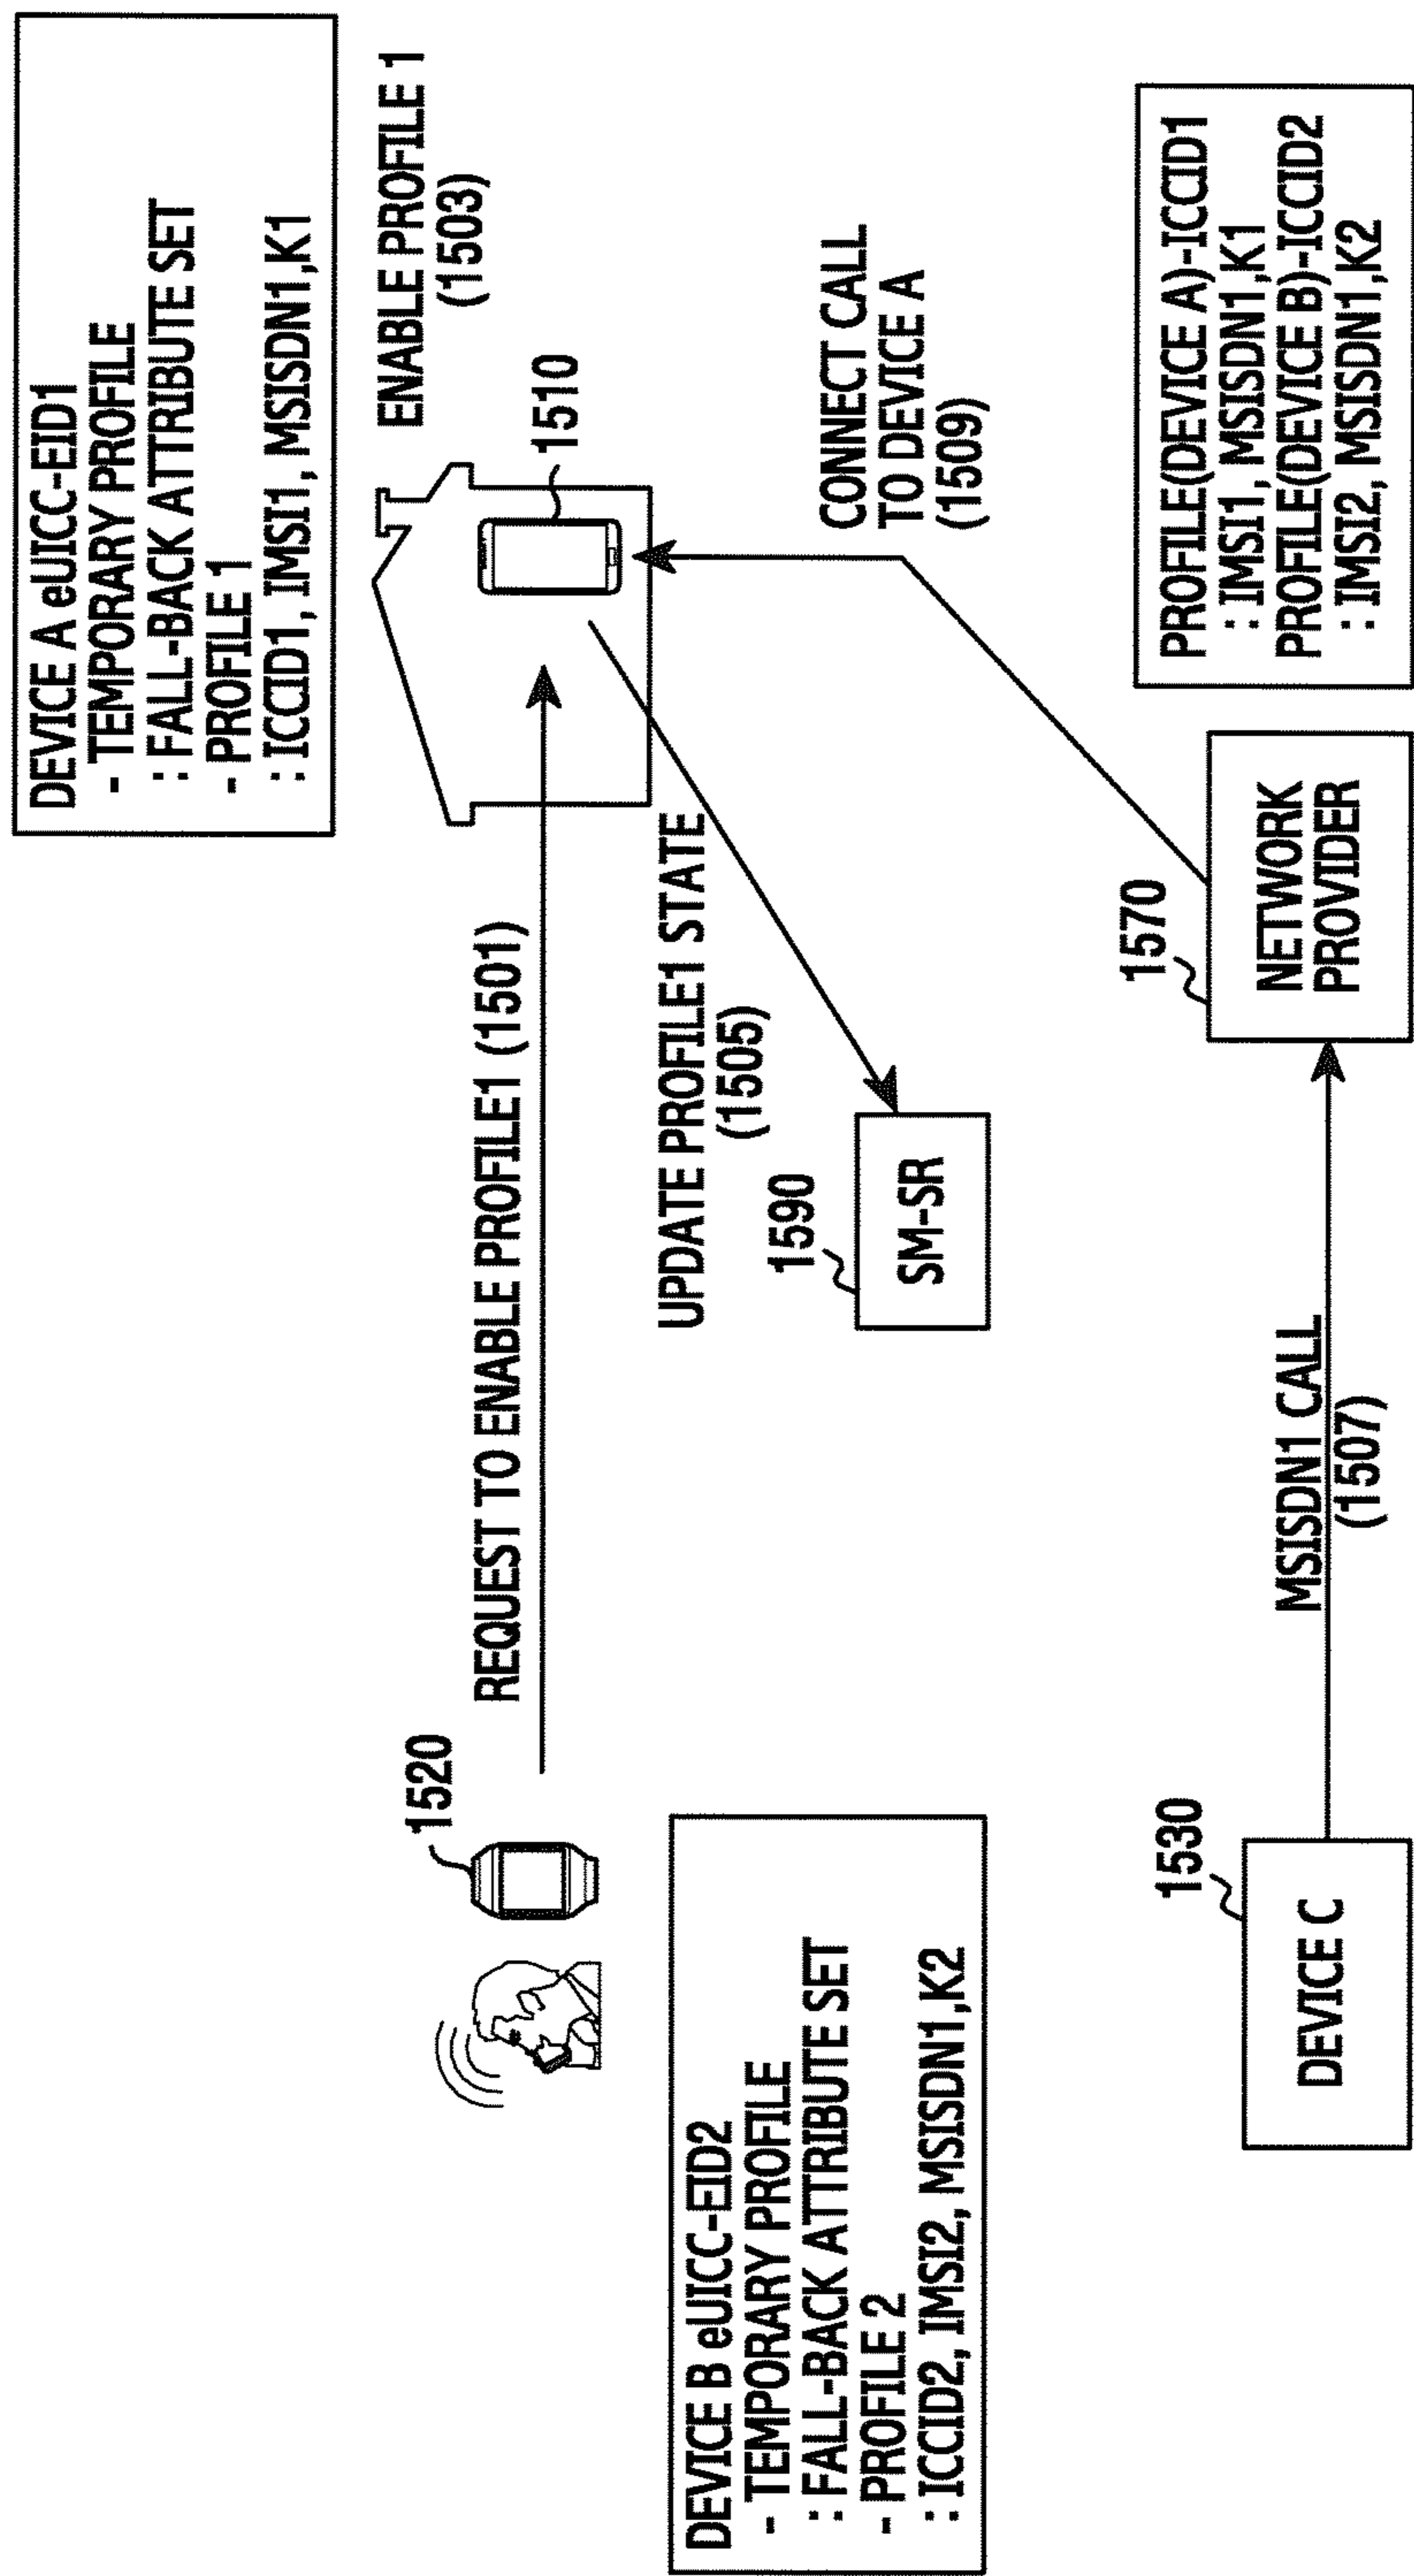 DEVICE A eUICC-EID1
- TEMPORARY PROFILE
: FALL-BACK ATTRIBUTE SET
- PROFILE 1
: ICCID1, IMSI1, MSISDN1,K1
ENABLE PROFILE 1
(1503)
1520
REQUEST TO ENABLE PROFILE1 (1501)
1510
DEVICE B eUICC-EID2
- TEMPORARY PROFILE
: FALL-BACK ATTRIBUTE SET
- PROFILE 2
: ICCID2, IMSI2, MSISDN1,K2
UPDATE PROFILE1 STATE
(1505)
1590
SM-SR
CONNECT CALL
TO DEVICE A
(1509)
1530
DEVICE C
MSISDN1 CALL
(1507)
1570
NETWORK
PROVIDER
PROFILE(DEVICE A)-ICCID1
: IMSI1, MSISDN1,K1
PROFILE(DEVICE B)-ICCID2
: IMSI2, MSISDN1,K2